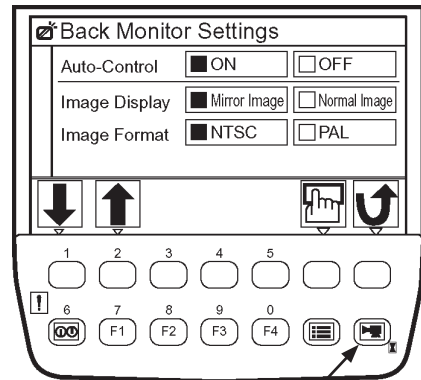 Back Monitor Settings
Auto-Control ON OFF
Image Display Mirror Image Normal Image
Image Format NTSC PAL
1 2 3 4 5
! 6 7 8 9 0
F1 F2 F3 F4